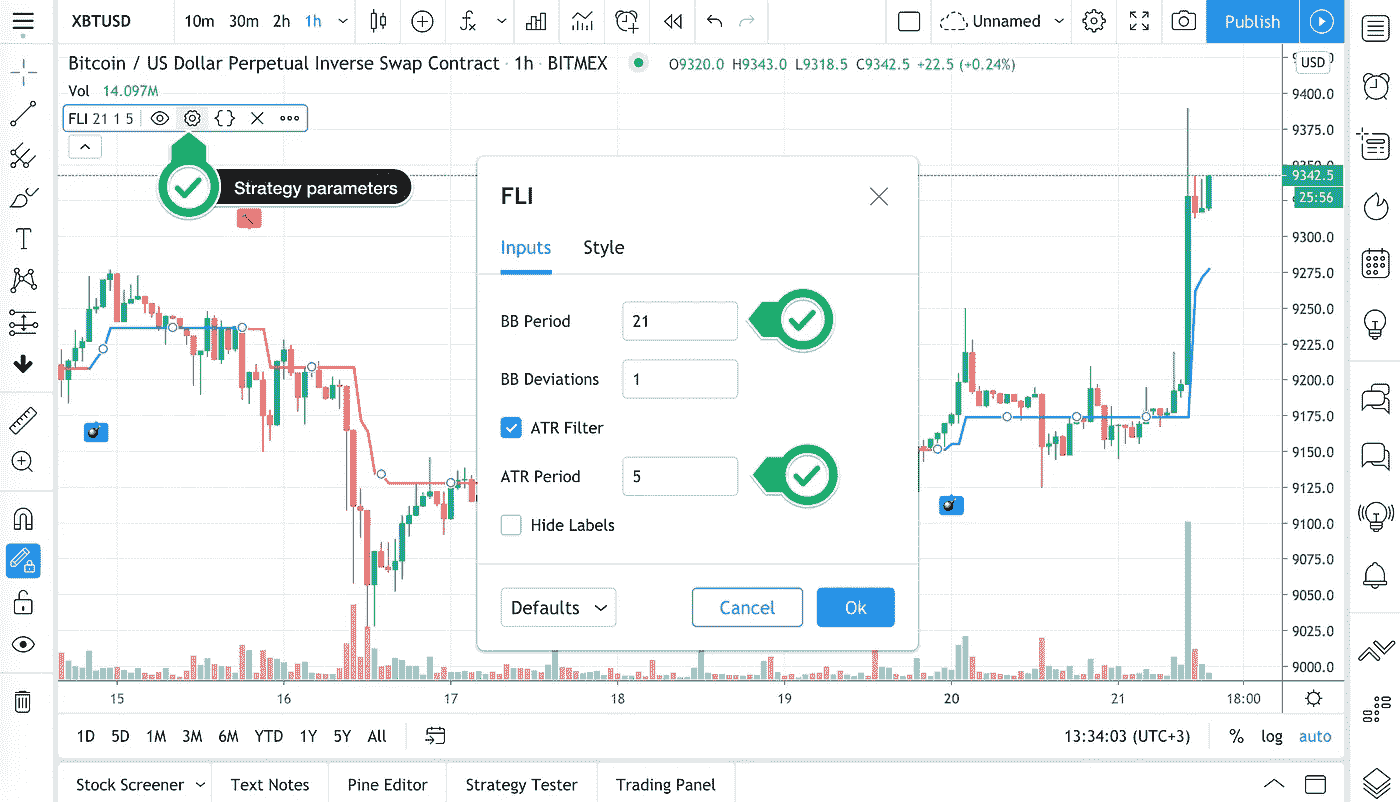 XBTUSD 10m 30m 2h 1h Unnamed Publish
Bitcoin / US Dollar Perpetual Inverse Swap Contract · 1h · BITMEX O9320.0 H9343.0 L9318.5 C9342.5 +22.5 (+0.24%)
USD
Vol 14.097M
FLI 21 1 5
Strategy parameters
FLI
Inputs Style
BB Period 21
BB Deviations 1
ATR Filter
ATR Period 5
Hide Labels
Defaults Cancel Ok
9400.0
9375.0
9342.5
25:56
9300.0
9275.0
9250.0
9225.0
9200.0
9175.0
9150.0
9125.0
9100.0
9075.0
9050.0
9025.0
9000.0
15 16 17 18 19 20 21 18:00
1D 5D 1M 3M 6M YTD 1Y 5Y All 13:34:03 (UTC+3) % log auto
Stock Screener Text Notes Pine Editor Strategy Tester Trading Panel